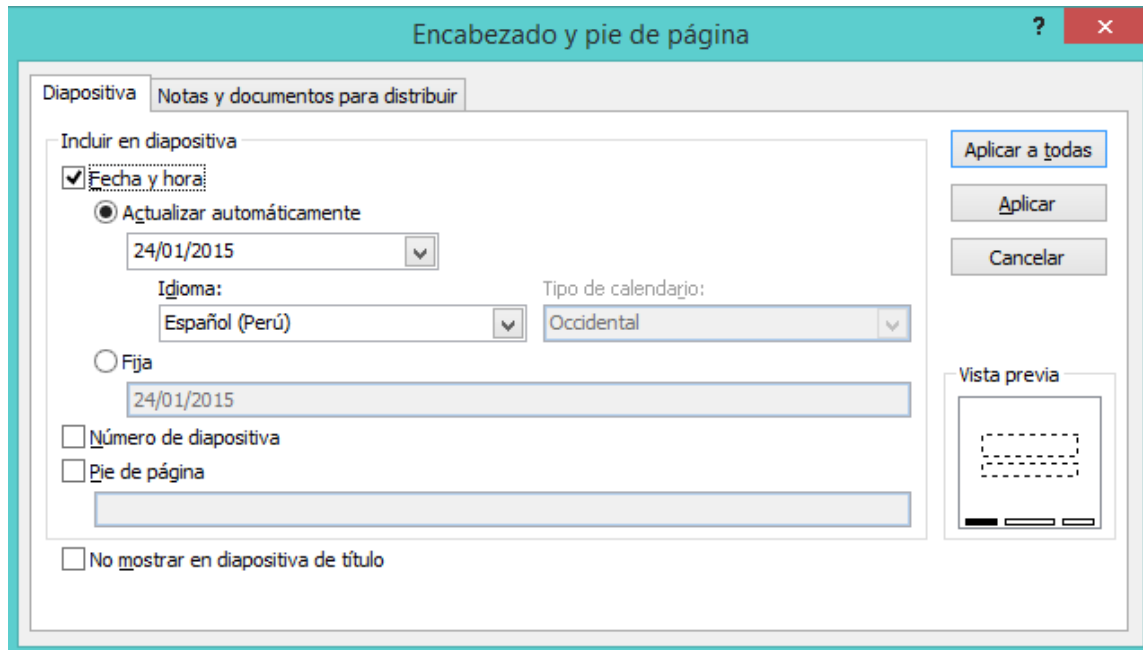 Encabezado y pie de página
?
Diapositiva
Notas y documentos para distribuir
Incluir en diapositiva
Fecha y hora
Actualizar automáticamente
24/01/2015
Idioma:
Tipo de calendario:
Español (Perú)
Occidental
Fija
24/01/2015
Número de diapositiva
Pie de página
No mostrar en diapositiva de título
Aplicar a todas
Aplicar
Cancelar
Vista previa